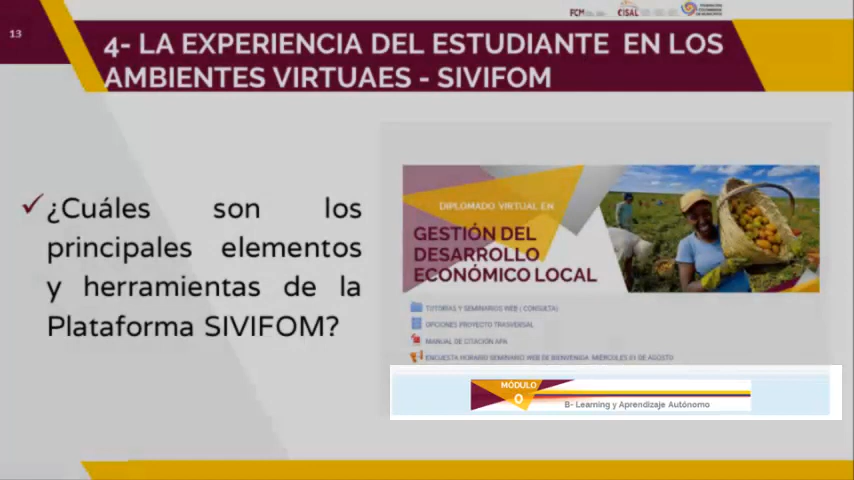 13
FCM
CISAL
4- LA EXPERIENCIA DEL ESTUDIANTE EN LOS
AMBIENTES VIRTUAES - SIVIFOM
¿Cuáles son los
principales elementos
y herramientas de la
Plataforma SIVIFOM?
DIPLOMADO VIRTUAL EN
GESTIÓN DEL
DESARROLLO
ECONÓMICO LOCAL
TUTORIAS Y SEMINARIOS WEB ( CONSULTA)
OPCIONES PROYECTO TRASVERSAL
MANUAL DE CITACIÓN APA
ENCUESTA HORARIO SEMINARIO WEB DE BIENVENIDA MIERCOLES 01 DE AGOSTO
MÓDULO
0
B- Learning y Aprendizaje Autónomo